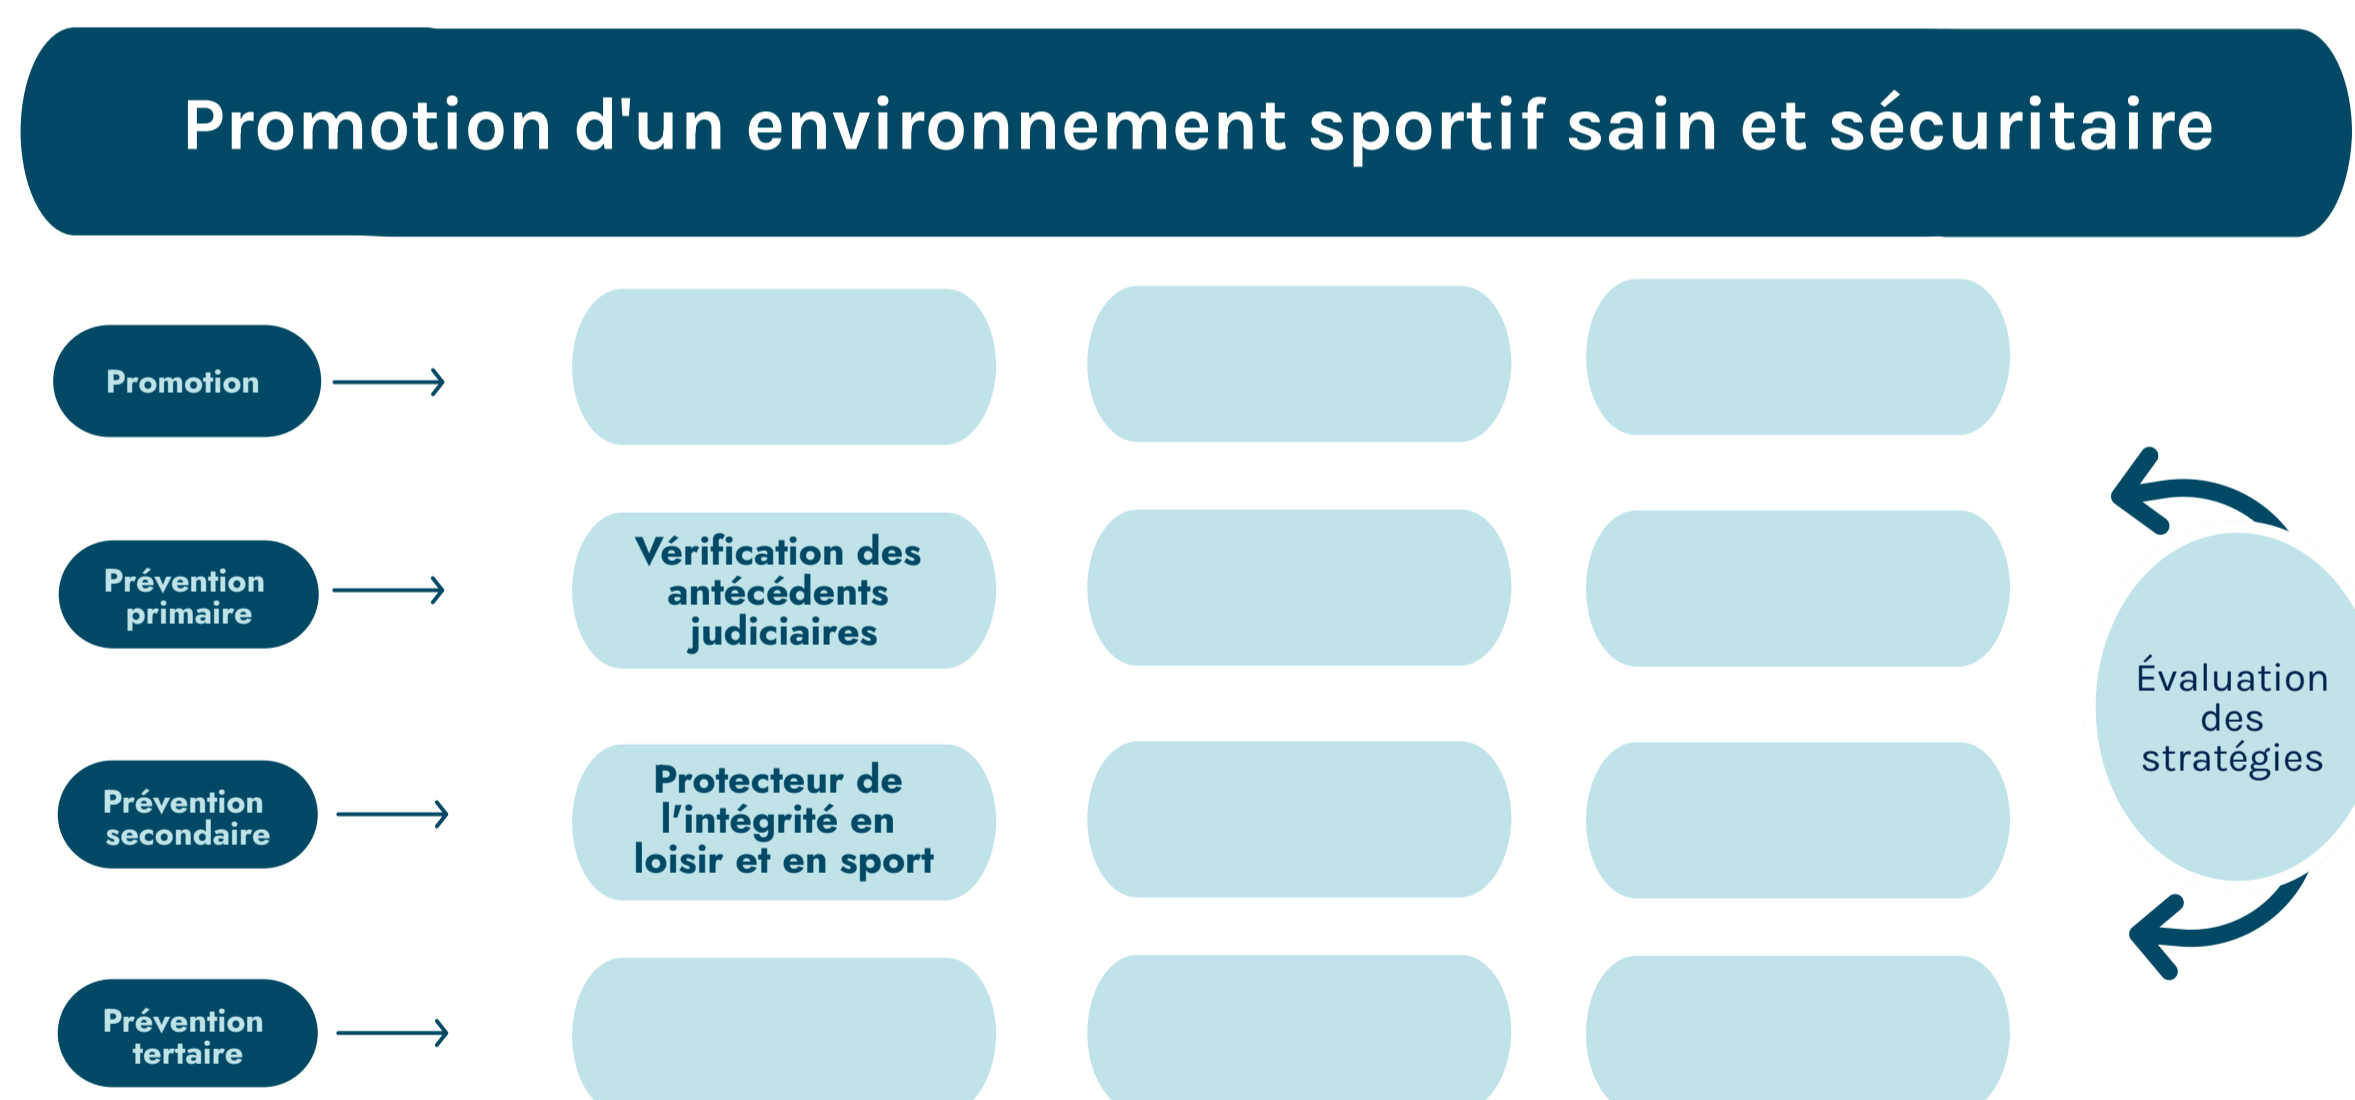 Promotion d'un environnement sportif sain et sécuritaire
Promotion
Prévention
primaire
Vérification des
antécédents
judiciaires
Prévention
secondaire
Protecteur de
l'intégrité en
loisir et en sport
Évaluation
des
stratégies
Prévention
tertaire